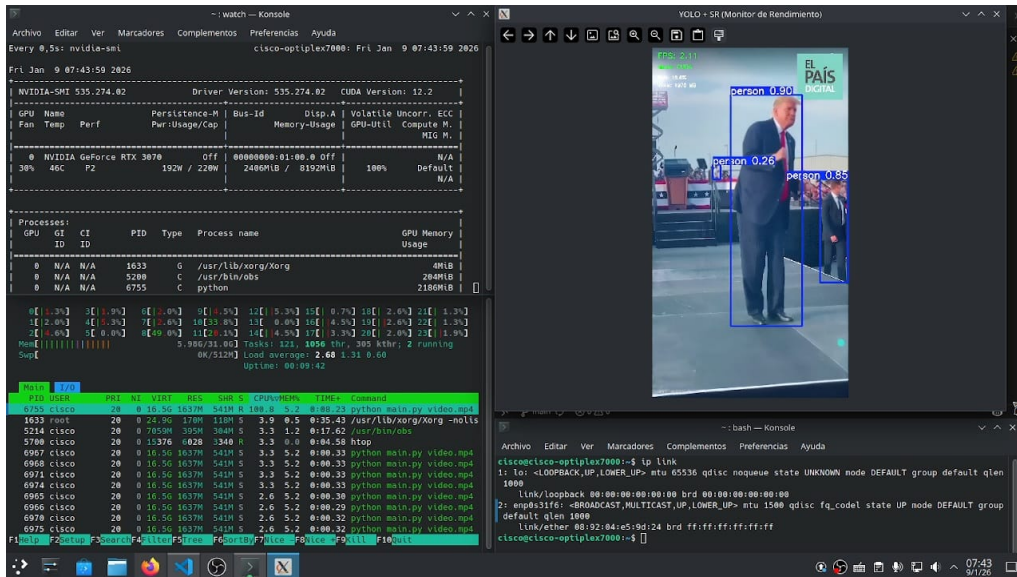 ~ : watch — Konsole
Archivo Editar Ver Marcadores Complementos Preferencias Ayuda
Every 0,5s: nvidia-smi cisco-optiplex7000: Fri Jan 9 07:43:59 2026
Fri Jan 9 07:43:59 2026
NVIDIA-SMI 535.274.02 Driver Version: 535.274.02 CUDA Version: 12.2
GPU Name Persistence-M | Bus-Id Disp.A | Volatile Uncorr. ECC
Fan Temp Perf Pwr:Usage/Cap | Memory-Usage | GPU-Util Compute M.
MIG M.
0 NVIDIA GeForce RTX 3070 Off | 00000000:01:00.0 Off | N/A
30% 46C P2 192W / 220W | 2406MiB / 8192MiB | 100% Default
N/A
Processes:
GPU GI CI PID Type Process name GPU Memory
ID ID Usage
0 N/A N/A 1633 G /usr/lib/xorg/Xorg 4MiB
0 N/A N/A 5200 C /usr/bin/obs 204MiB
0 N/A N/A 6755 C python 2186MiB
Mem[ 5.98G/31.0G] Tasks: 121, 1056 thr, 305 kthr; 2 running
Swp[ 0K/512M] Load average: 2.68 1.31 0.60
Uptime: 00:09:42
Main I/O
PID USER PRI NI VIRT RES SHR S CPU% MEM% TIME+ Command
6755 cisco 20 0 16.5G 1637M 541M R 100.8 5.2 0:08.23 python main.py video.mp4
1633 root 20 0 24.9G 170M 118M S 3.9 0.5 0:35.43 /usr/lib/xorg/Xorg -nolis
5214 cisco 20 0 7059M 395M 304M S 3.3 1.2 0:17.62 /usr/bin/obs
5700 cisco 20 0 15376 6028 3340 R 3.3 0.0 0:04.58 htop
6967 cisco 20 0 16.5G 1637M 541M S 3.3 5.2 0:00.33 python main.py video.mp4
6968 cisco 20 0 16.5G 1637M 541M S 3.3 5.2 0:00.33 python main.py video.mp4
6971 cisco 20 0 16.5G 1637M 541M S 3.3 5.2 0:00.33 python main.py video.mp4
6974 cisco 20 0 16.5G 1637M 541M S 3.3 5.2 0:00.33 python main.py video.mp4
6965 cisco 20 0 16.5G 1637M 541M S 2.6 5.2 0:00.30 python main.py video.mp4
6966 cisco 20 0 16.5G 1637M 541M S 2.6 5.2 0:00.29 python main.py video.mp4
6970 cisco 20 0 16.5G 1637M 541M S 2.6 5.2 0:00.32 python main.py video.mp4
6975 cisco 20 0 16.5G 1637M 541M S 2.6 5.2 0:00.32 python main.py video.mp4
F1Help F2Setup F3Search F4Filter F5Tree F6SortBy F7Nice - F8Nice + F9Kill F10Quit
YOLO + SR (Monitor de Rendimiento)
FPS: 2.11
EL PAÍS
DIGITAL
person 0.90
person 0.26
person 0.85
~ : bash — Konsole
Archivo Editar Ver Marcadores Complementos Preferencias Ayuda
cisco@cisco-optiplex7000:~$ ip link
1: lo: <LOOPBACK,UP,LOWER_UP> mtu 65536 qdisc noqueue state UNKNOWN mode DEFAULT group default qlen
1000
link/loopback 00:00:00:00:00:00 brd 00:00:00:00:00:00
2: enp0s31f6: <BROADCAST,MULTICAST,UP,LOWER_UP> mtu 1500 qdisc fq_codel state UP mode DEFAULT group
default qlen 1000
link/ether 08:92:04:e5:9d:24 brd ff:ff:ff:ff:ff:ff
cisco@cisco-optiplex7000:~$
07:43
9/1/26